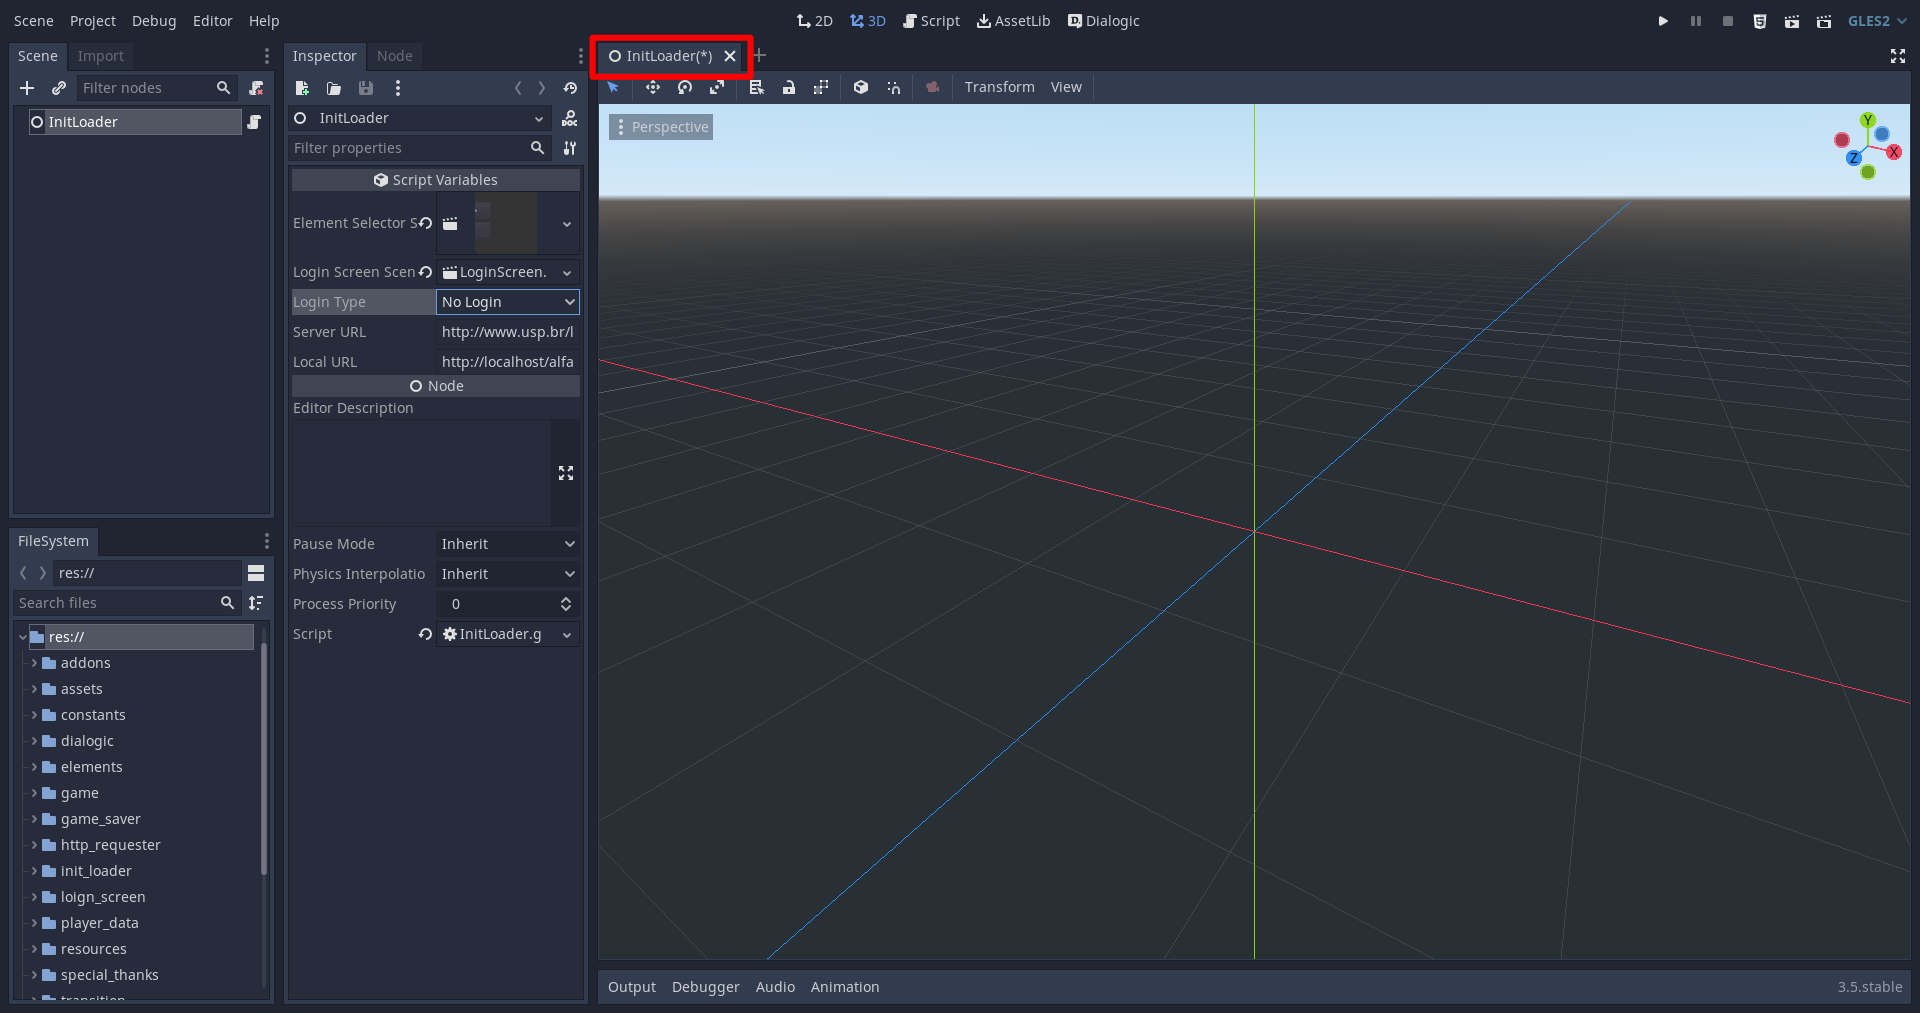 Scene Project Debug Editor Help
2D 3D Script AssetLib Dialogic
GLES2
Scene Import
Filter nodes
InitLoader
FileSystem
res://
Search files
res://
addons
assets
constants
dialogic
elements
game
game_saver
http_requester
init_loader
loign_screen
player_data
resources
special_thanks
transition
Inspector Node
InitLoader
DOC
Filter properties
Script Variables
Element Selector S
Login Screen Scen LoginScreen.
Login Type No Login
Server URL http://www.usp.br/l
Local URL http://localhost/alfa
Node
Editor Description
Pause Mode Inherit
Physics Interpolatio Inherit
Process Priority 0
Script InitLoader.g
InitLoader(*)
Transform View
Perspective
Y
X
Z
Output Debugger Audio Animation
3.5.stable